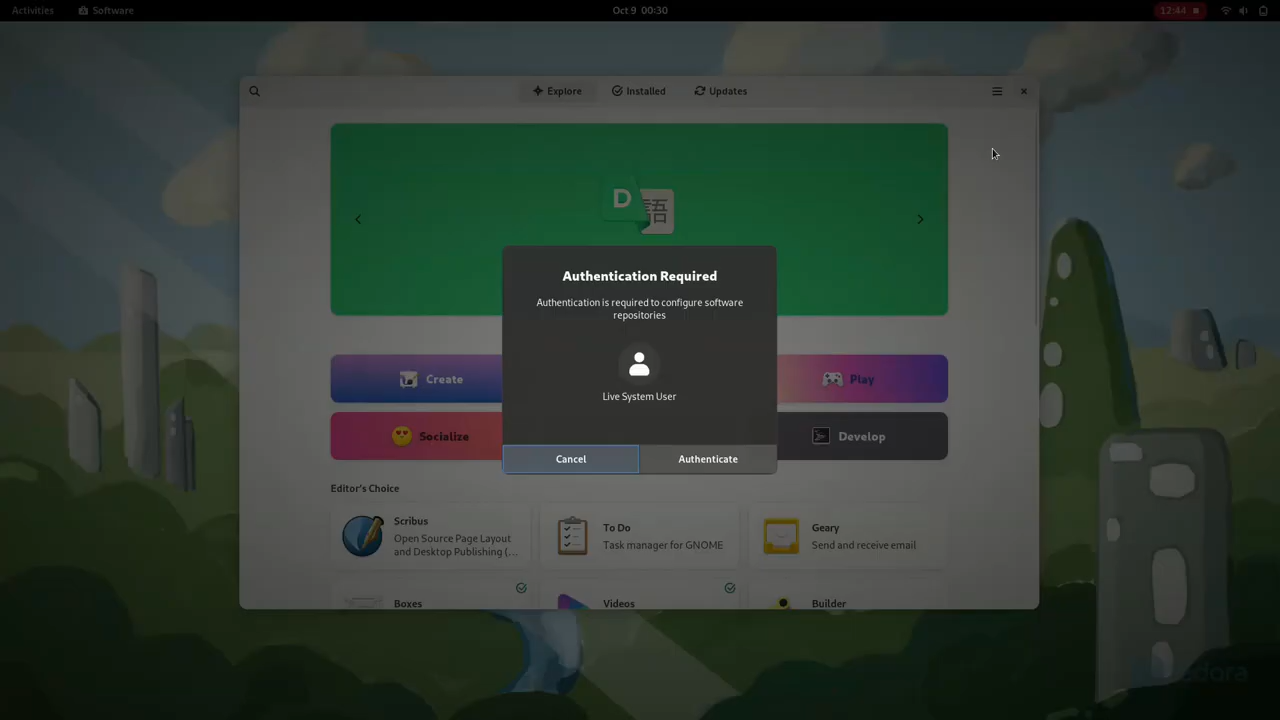 Activities
Software
Oct 9 00:30
12:44
Explore
Installed
Updates
D
語
Authentication Required
Authentication is required to configure software
repositories
Live System User
Cancel
Authenticate
Create
Play
Socialize
Develop
Editor's Choice
Scribus
Open Source Page Layout
and Desktop Publishing (...
To Do
Task manager for GNOME
Geary
Send and receive email
Boxes
Videos
Builder